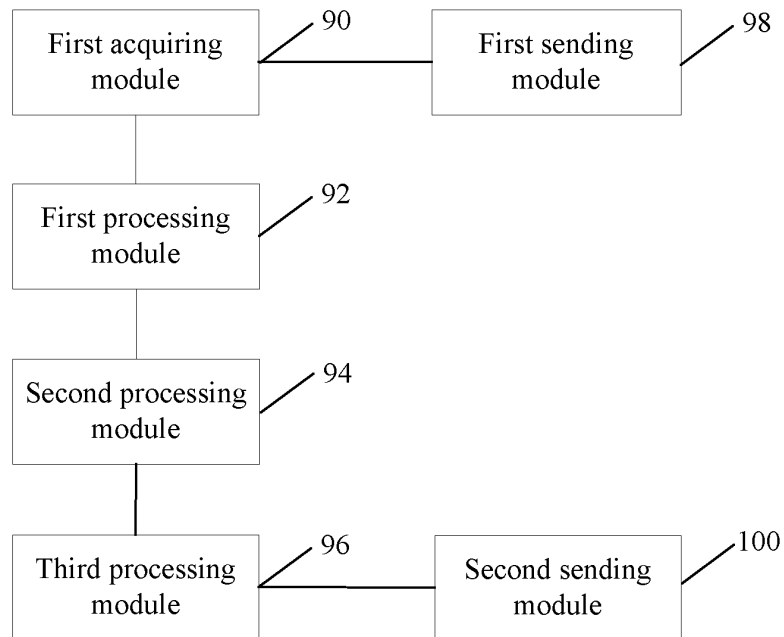 First acquiring
module
90
First sending
module
98
First processing
module
92
Second processing
module
94
Third processing
module
96
Second sending
module
100